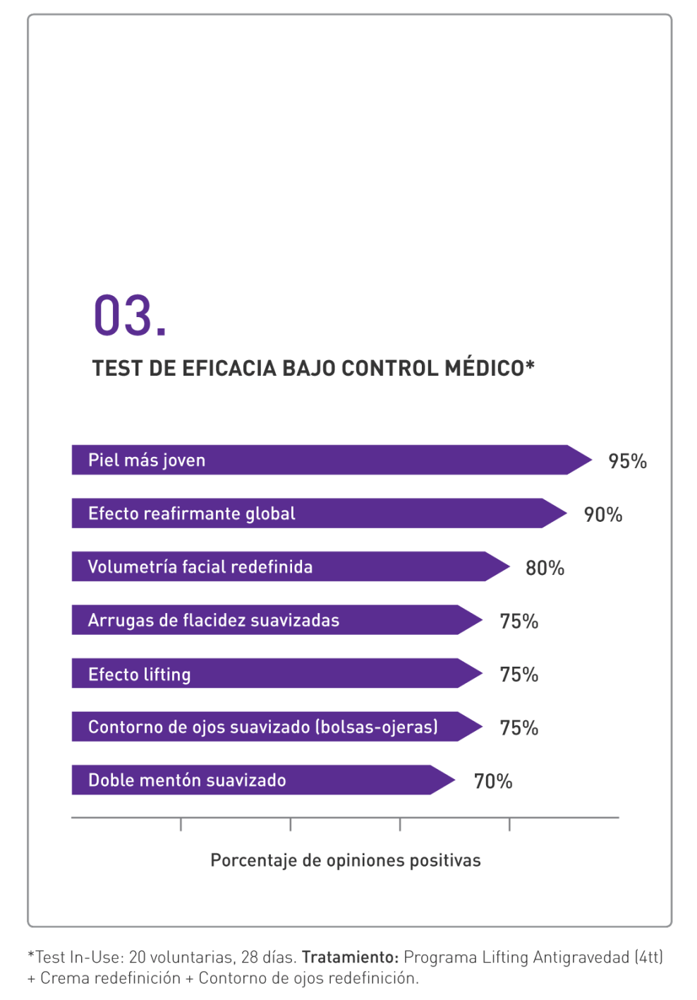 03.
TEST DE EFICACIA BAJO CONTROL MÉDICO*
Piel más joven 95%
Efecto reafirmante global 90%
Volumetría facial redefinida 80%
Arrugas de flacidez suavizadas 75%
Efecto lifting 75%
Contorno de ojos suavizado (bolsas-ojeras) 75%
Doble mentón suavizado 70%
Porcentaje de opiniones positivas
*Test In-Use: 20 voluntarias, 28 días. Tratamiento: Programa Lifting Antigravedad (4tt)
+ Crema redefinición + Contorno de ojos redefinición.